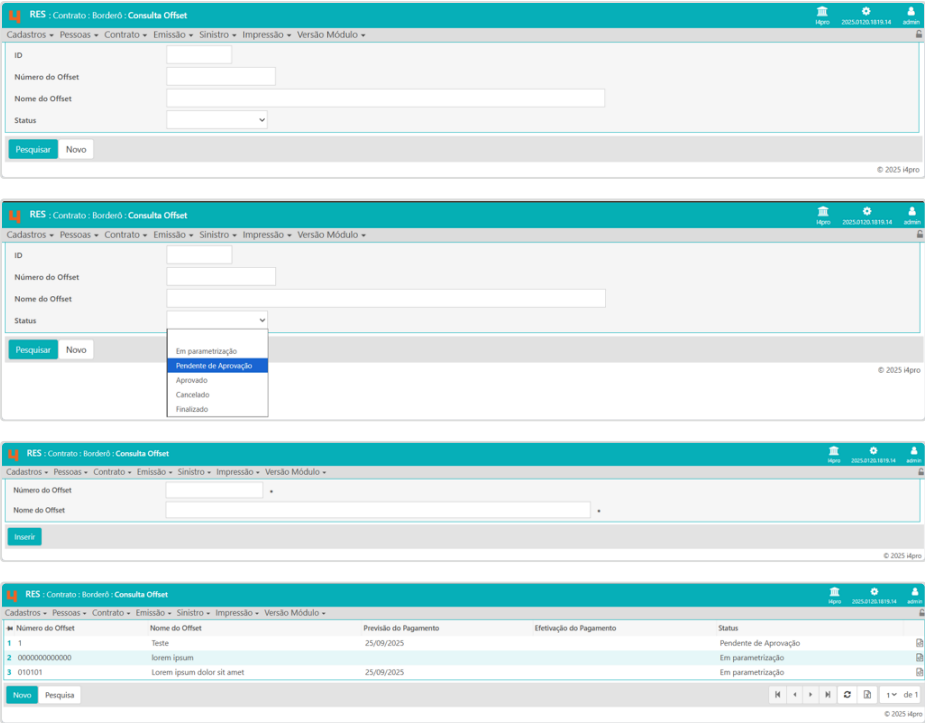 RES : Contrato : Borderô : Consulta Offset
i4pro 2025.0120.1819.14 admin
Cadastros Pessoas Contrato Emissão Sinistro Impressão Versão Módulo
ID
Número do Offset
Nome do Offset
Status
Pesquisar Novo
© 2025 i4pro
RES : Contrato : Borderô : Consulta Offset
i4pro 2025.0120.1819.14 admin
Cadastros Pessoas Contrato Emissão Sinistro Impressão Versão Módulo
ID
Número do Offset
Nome do Offset
Status
Em parametrização
Pesquisar Novo
Pendente de Aprovação
© 2025 i4pro
Aprovado
Cancelado
Finalizado
RES : Contrato : Borderô : Consulta Offset
i4pro 2025.0120.1819.14 admin
Cadastros Pessoas Contrato Emissão Sinistro Impressão Versão Módulo
Número do Offset *
Nome do Offset *
Inserir
© 2025 i4pro
RES : Contrato : Borderô : Consulta Offset
i4pro 2025.0120.1819.14 admin
Cadastros Pessoas Contrato Emissão Sinistro Impressão Versão Módulo
Número do Offset Nome do Offset Previsão do Pagamento Efetivação do Pagamento Status
1 1 Teste 25/09/2025 Pendente de Aprovação
2 0000000000000 lorem ipsum Em parametrização
3 010101 Lorem ipsum dolor sit amet 25/09/2025 Em parametrização
Novo Pesquisa 1 de 1
© 2025 i4pro